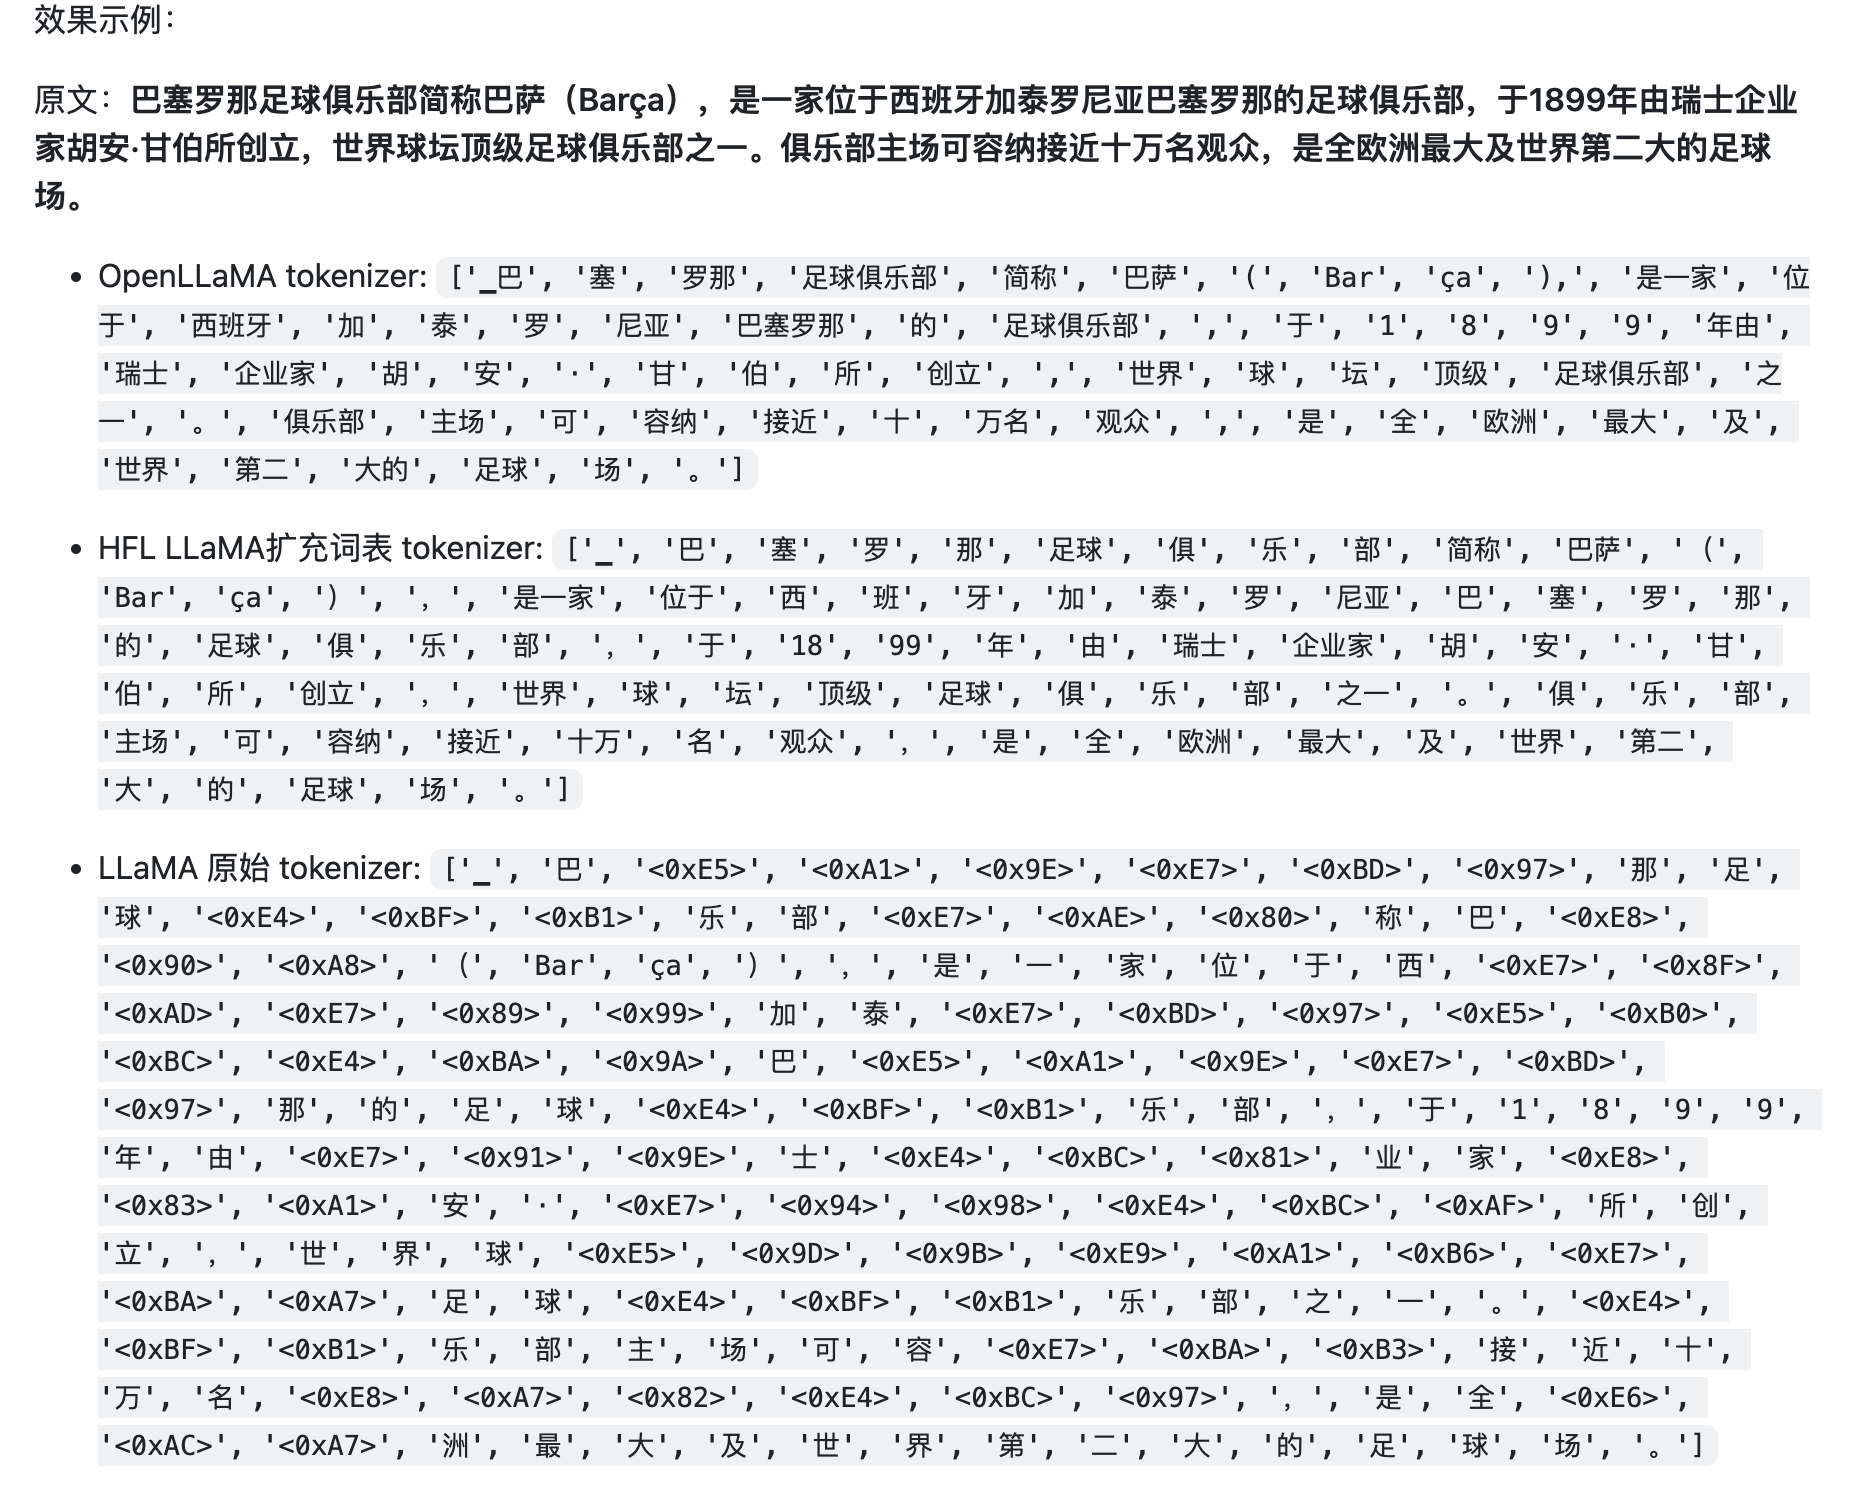 效果示例：
原文：巴塞罗那足球俱乐部简称巴萨（Barça），是一家位于西班牙加泰罗尼亚巴塞罗那的足球俱乐部，于1899年由瑞士企业
家胡安·甘伯所创立，世界球坛顶级足球俱乐部之一。俱乐部主场可容纳接近十万名观众，是全欧洲最大及世界第二大的足球
场。
• OpenLLaMA tokenizer: ['▁巴', '塞', '罗那', '足球俱乐部', '简称', '巴萨', '(', 'Bar', 'ça', '),', '是一家', '位
于', '西班牙', '加', '泰', '罗', '尼亚', '巴塞罗那', '的', '足球俱乐部', ',', '于', '1', '8', '9', '9', '年由',
'瑞士', '企业家', '胡', '安', '·', '甘', '伯', '所', '创立', ',', '世界', '球', '坛', '顶级', '足球俱乐部', '之
一', '。', '俱乐部', '主场', '可', '容纳', '接近', '十', '万名', '观众', ',', '是', '全', '欧洲', '最大', '及',
'世界', '第二', '大的', '足球', '场', '。']
• HFL LLaMA扩充词表 tokenizer: ['▁', '巴', '塞', '罗', '那', '足球', '俱', '乐', '部', '简称', '巴萨', '（',
'Bar', 'ça', '）', '，', '是一家', '位于', '西', '班', '牙', '加', '泰', '罗', '尼亚', '巴', '塞', '罗', '那',
'的', '足球', '俱', '乐', '部', '，', '于', '18', '99', '年', '由', '瑞士', '企业家', '胡', '安', '·', '甘',
'伯', '所', '创立', '，', '世界', '球', '坛', '顶级', '足球', '俱', '乐', '部', '之一', '。', '俱', '乐', '部',
'主场', '可', '容纳', '接近', '十万', '名', '观众', '，', '是', '全', '欧洲', '最大', '及', '世界', '第二',
'大', '的', '足球', '场', '。']
• LLaMA 原始 tokenizer: ['▁', '巴', '<0xE5>', '<0xA1>', '<0x9E>', '<0xE7>', '<0xBD>', '<0x97>', '那', '足',
'球', '<0xE4>', '<0xBF>', '<0xB1>', '乐', '部', '<0xE7>', '<0xAE>', '<0x80>', '称', '巴', '<0xE8>',
'<0x90>', '<0xA8>', '（', 'Bar', 'ça', '）', '，', '是', '一', '家', '位', '于', '西', '<0xE7>', '<0x8F>',
'<0xAD>', '<0xE7>', '<0x89>', '<0x99>', '加', '泰', '<0xE7>', '<0xBD>', '<0x97>', '<0xE5>', '<0xB0>',
'<0xBC>', '<0xE4>', '<0xBA>', '<0x9A>', '巴', '<0xE5>', '<0xA1>', '<0x9E>', '<0xE7>', '<0xBD>',
'<0x97>', '那', '的', '足', '球', '<0xE4>', '<0xBF>', '<0xB1>', '乐', '部', '，', '于', '1', '8', '9', '9',
'年', '由', '<0xE7>', '<0x91>', '<0x9E>', '士', '<0xE4>', '<0xBC>', '<0x81>', '业', '家', '<0xE8>',
'<0x83>', '<0xA1>', '安', '·', '<0xE7>', '<0x94>', '<0x98>', '<0xE4>', '<0xBC>', '<0xAF>', '所', '创',
'立', '，', '世', '界', '球', '<0xE5>', '<0x9D>', '<0x9B>', '<0xE9>', '<0xA1>', '<0xB6>', '<0xE7>',
'<0xBA>', '<0xA7>', '足', '球', '<0xE4>', '<0xBF>', '<0xB1>', '乐', '部', '之', '一', '。', '<0xE4>',
'<0xBF>', '<0xB1>', '乐', '部', '主', '场', '可', '容', '<0xE7>', '<0xBA>', '<0xB3>', '接', '近', '十',
'万', '名', '<0xE8>', '<0xA7>', '<0x82>', '<0xE4>', '<0xBC>', '<0x97>', '，', '是', '全', '<0xE6>',
'<0xAC>', '<0xA7>', '洲', '最', '大', '及', '世', '界', '第', '二', '大', '的', '足', '球', '场', '。']